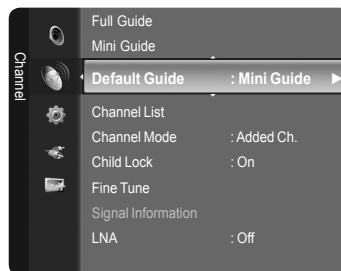 Channel
Full Guide
Mini Guide
Default Guide : Mini Guide ►
Channel List
Channel Mode : Added Ch.
Child Lock : On
Fine Tune
Signal Information
LNA : Off